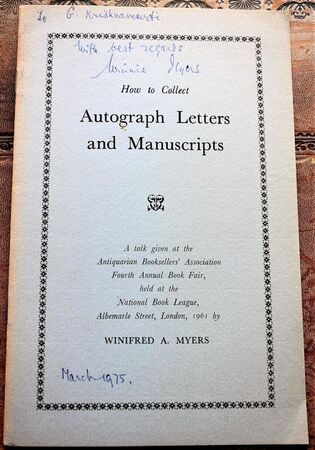 To G. Krishnamurti
With best regards
Winnie Myers
How to Collect
Autograph Letters
and Manuscripts
A talk given at the
Antiquarian Booksellers' Association
Fourth Annual Book Fair,
held at the
National Book League,
Albemarle Street, London, 1961 by
WINIFRED A. MYERS
March 1975.